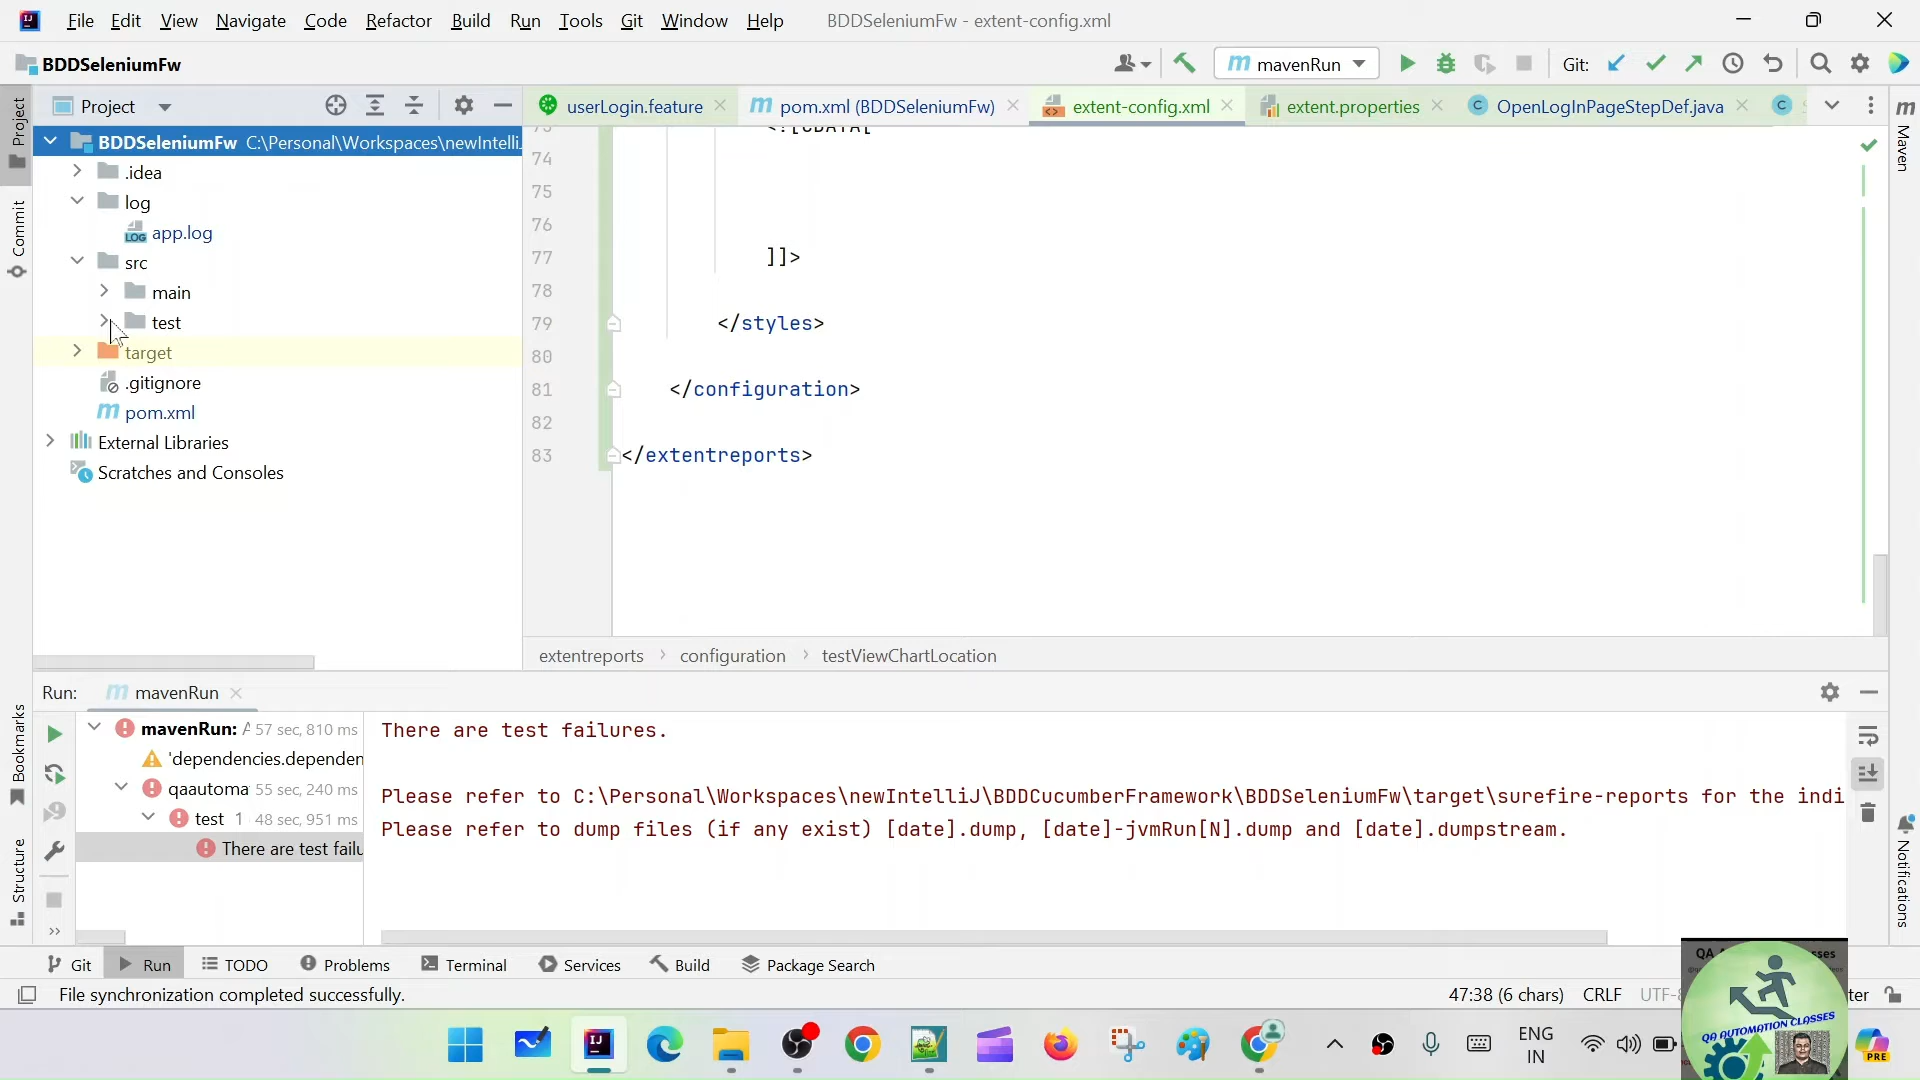 File Edit View Navigate Code Refactor Build Run Tools Git Window Help BDDSeleniumFw - extent-config.xml
BDDSeleniumFw mavenRun Git:
Project userLogin.feature pom.xml (BDDSeleniumFw) extent-config.xml extent.properties OpenLogInPageStepDef.java
BDDSeleniumFw C:\Personal\Workspaces\newIntelliJ
.idea
log
app.log
src
main
test
target
.gitignore
pom.xml
External Libraries
Scratches and Consoles
73 <![CDATA[
74
75
76
77 ]]>
78
79 </styles>
80
81 </configuration>
82
83 </extentreports>
extentreports configuration testViewChartLocation
Project
Commit
Bookmarks
Structure
Maven
Notifications
Run: mavenRun
mavenRun: 57 sec, 810 ms
'dependencies.dependen
qaautoma 55 sec, 240 ms
test 1 48 sec, 951 ms
There are test failu
There are test failures.
Please refer to C:\Personal\Workspaces\newIntelliJ\BDDCucumberFramework\BDDSeleniumFw\target\surefire-reports for the indi
Please refer to dump files (if any exist) [date].dump, [date]-jvmRun[N].dump and [date].dumpstream.
Git Run TODO Problems Terminal Services Build Package Search
File synchronization completed successfully. 47:38 (6 chars) CRLF UTF-8 ter
QA AUTOMATION CLASSES
ENG
IN
PRE